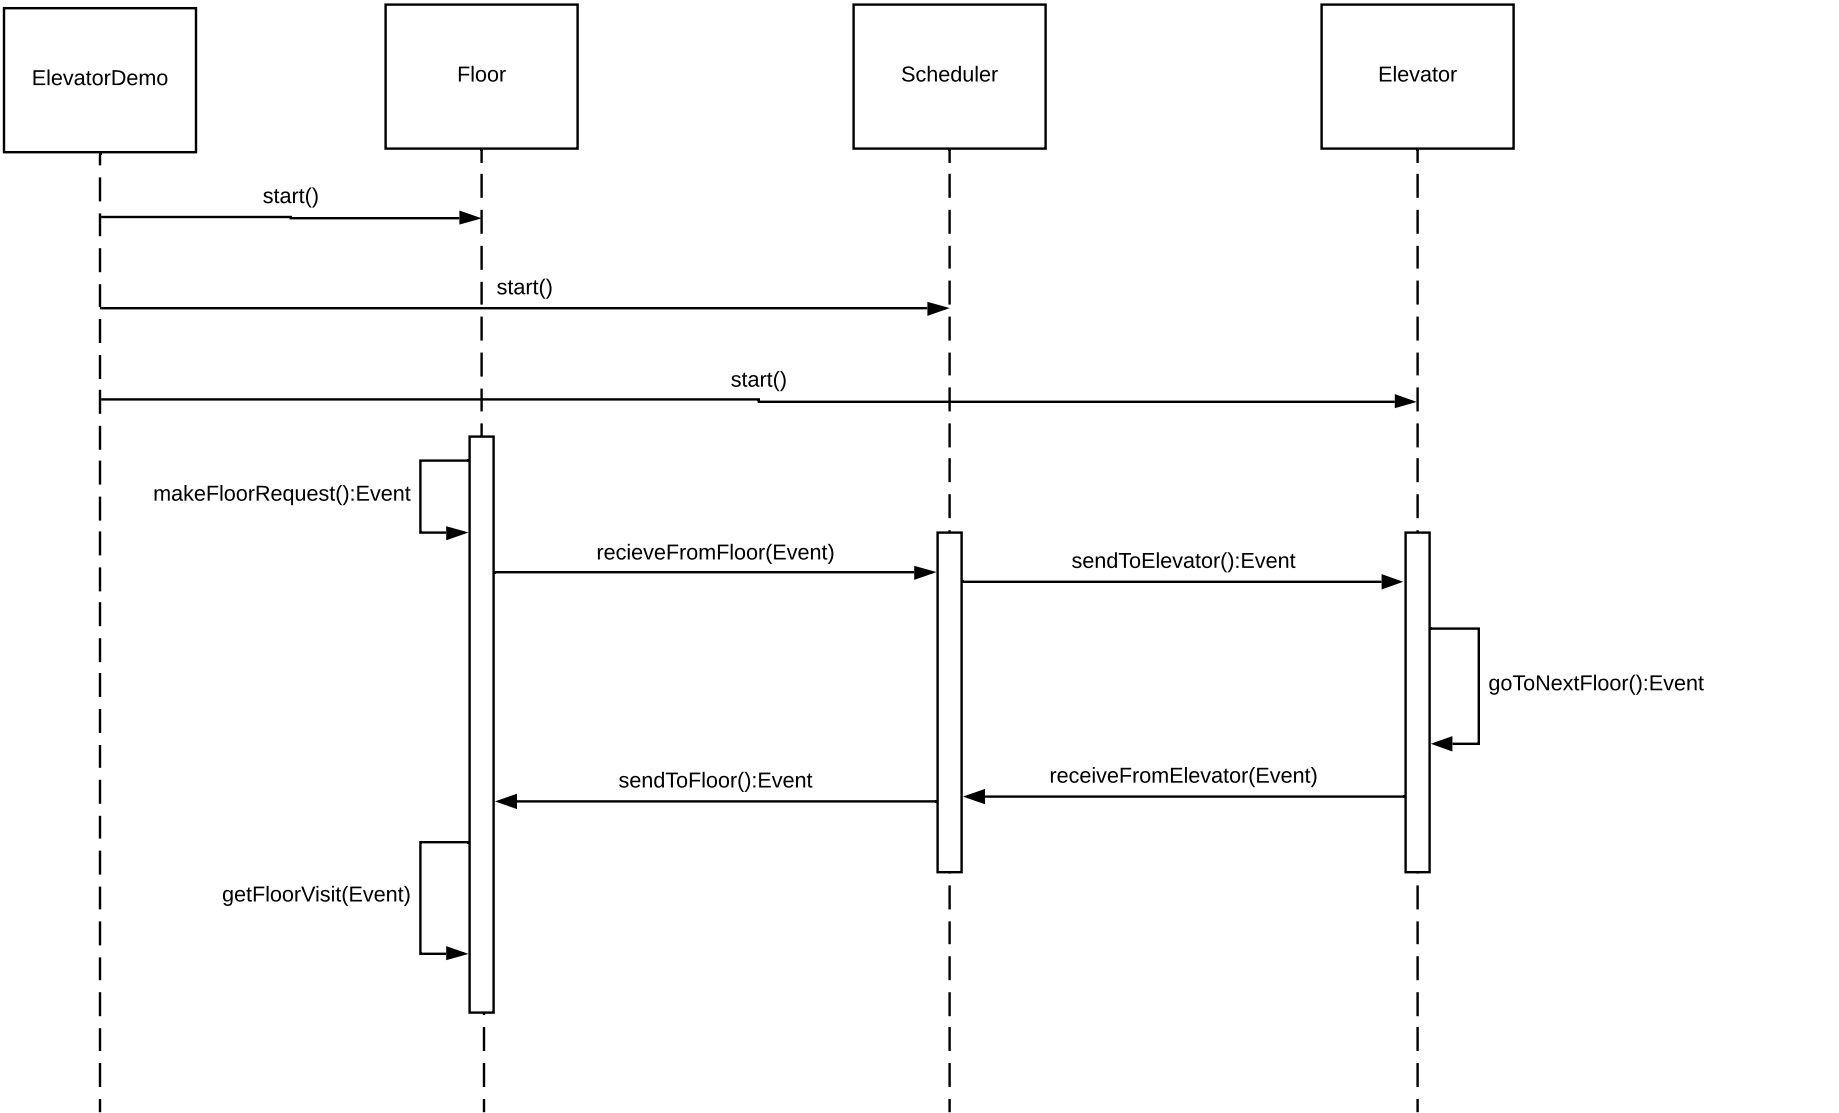 ElevatorDemo
Floor
Scheduler
Elevator
start()
start()
start()
makeFloorRequest():Event
recieveFromFloor(Event)
sendToElevator():Event
goToNextFloor():Event
receiveFromElevator(Event)
sendToFloor():Event
getFloorVisit(Event)